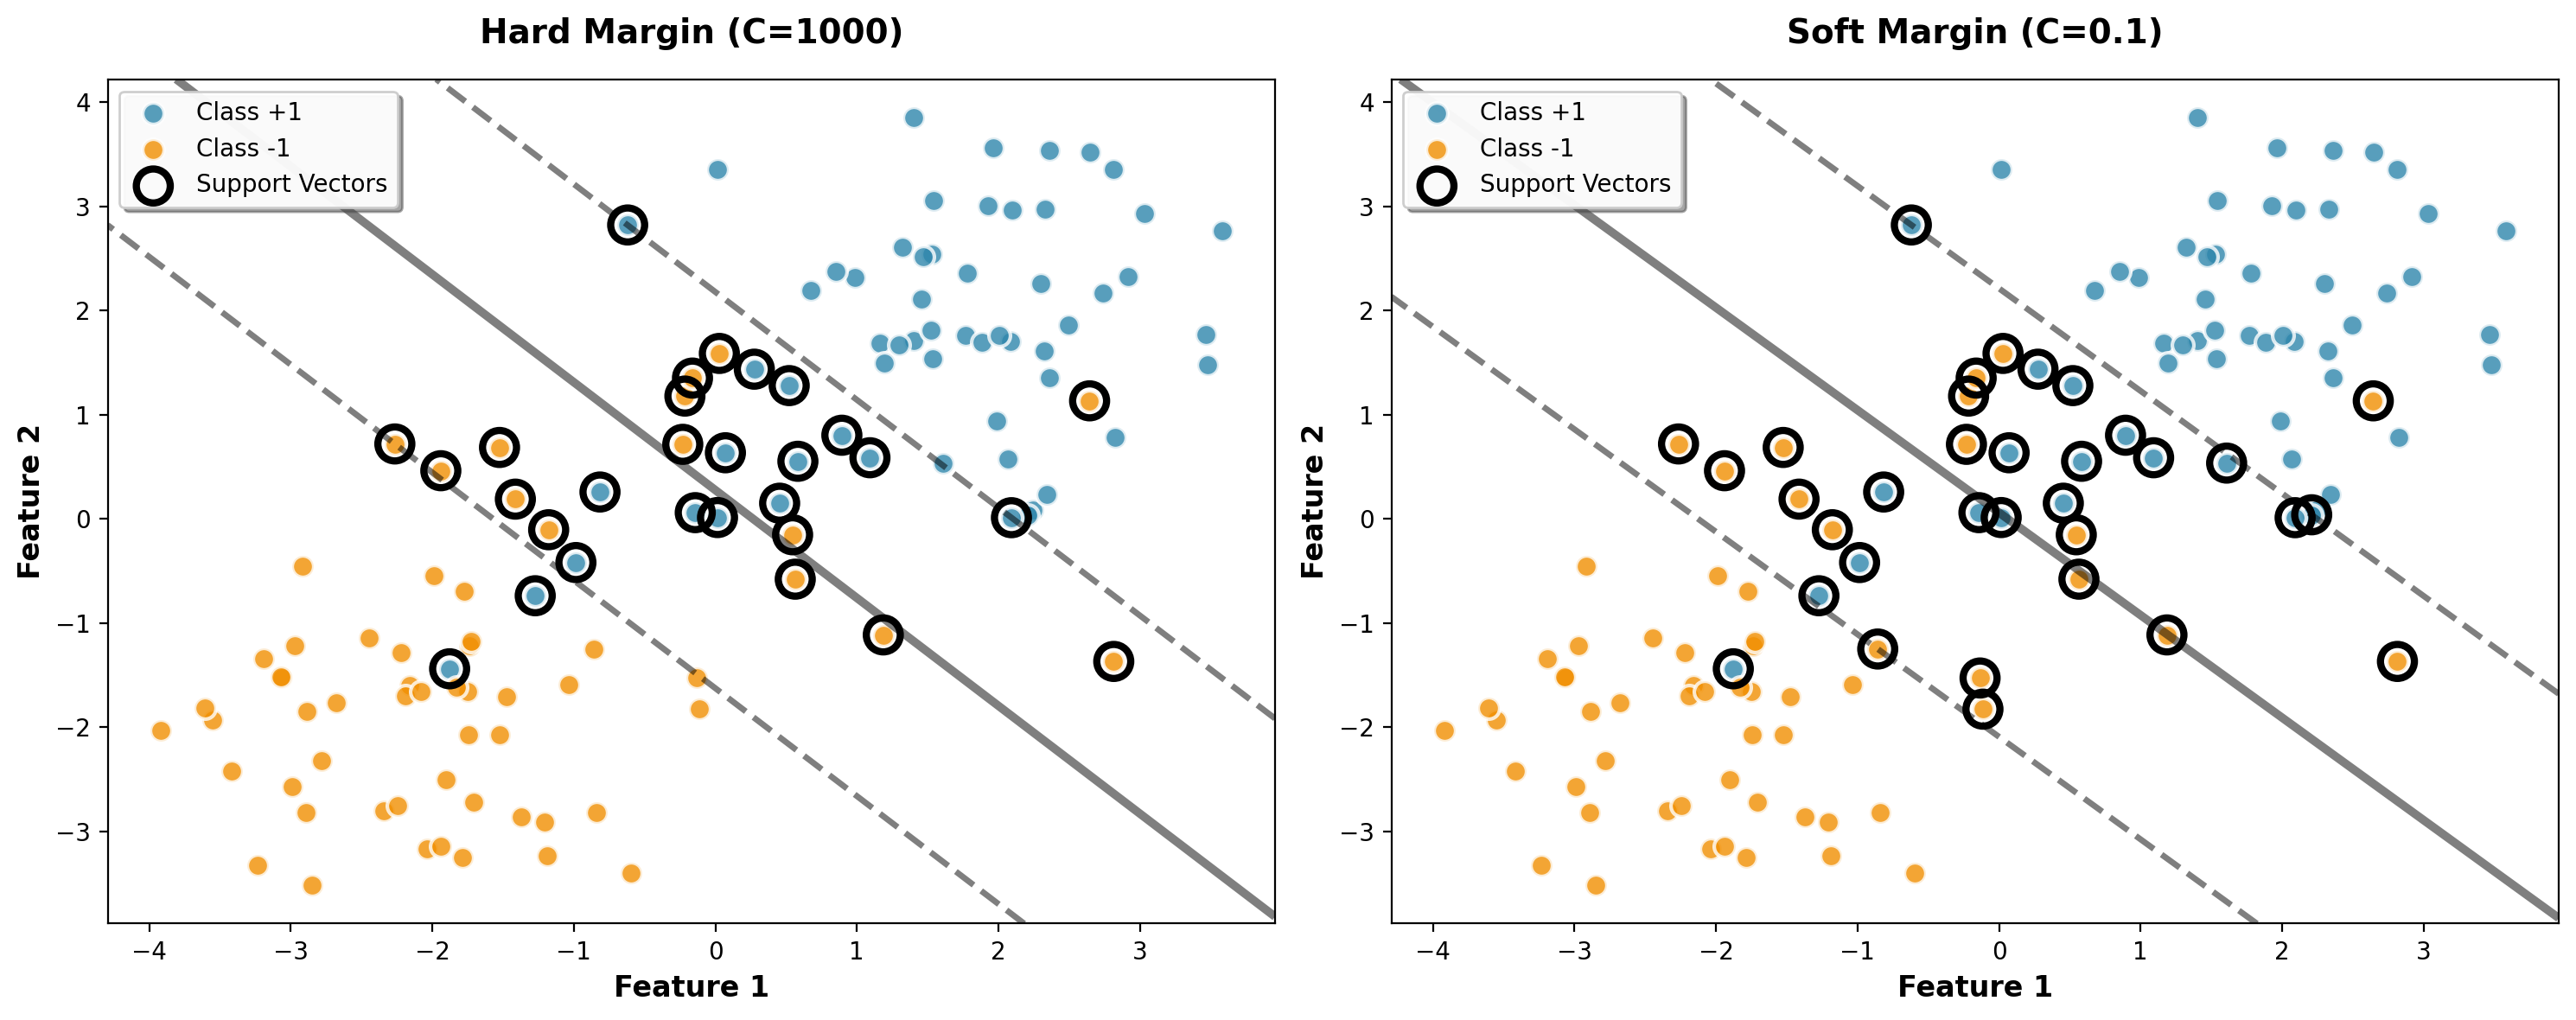 Hard Margin (C=1000)
Class +1
Class -1
Support Vectors
4
3
2
1
0
−1
−2
−3
Feature 2
−4
−3
−2
−1
0
1
2
3
Feature 1
Soft Margin (C=0.1)
Class +1
Class -1
Support Vectors
4
3
2
1
0
−1
−2
−3
Feature 2
−4
−3
−2
−1
0
1
2
3
Feature 1